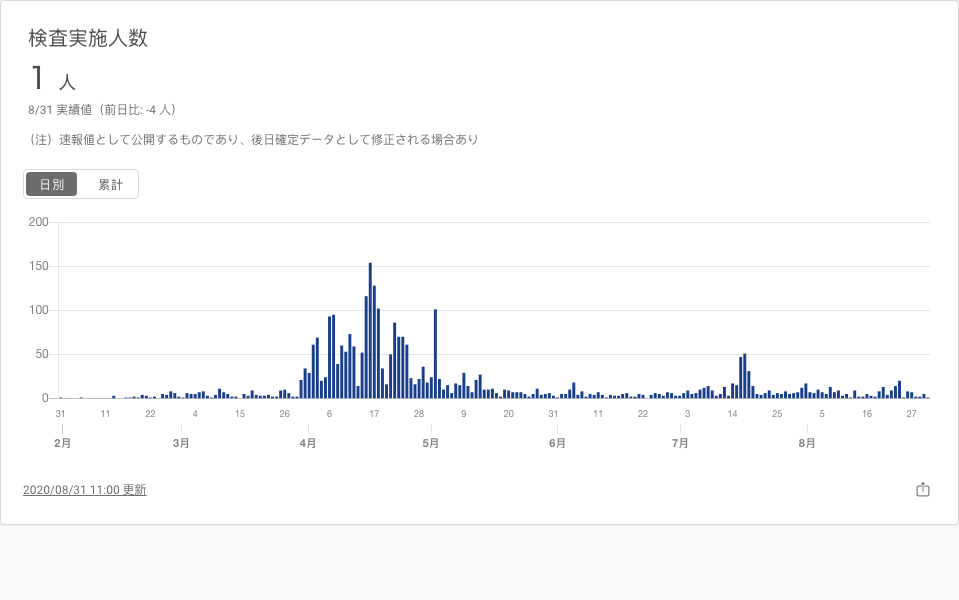 検査実施人数
1 人
8/31 実績値（前日比: -4 人）
（注）速報値として公開するものであり、後日確定データとして修正される場合あり
日別 累計
200
150
100
50
0
31 11 22 4 15 26 6 17 28 9 20 31 11 22 3 14 25 5 16 27
2月 3月 4月 5月 6月 7月 8月
2020/08/31 11:00 更新